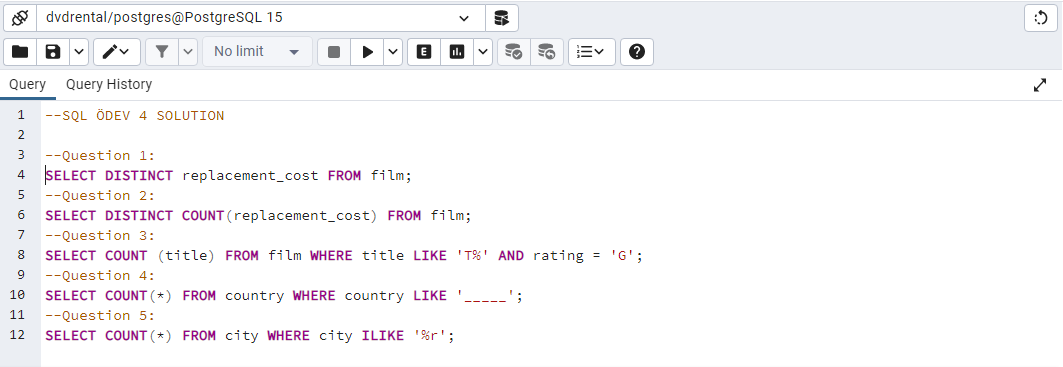 dvdrental/postgres@PostgreSQL 15
No limit
E
Query Query History
1 --SQL ÖDEV 4 SOLUTION
2
3 --Question 1:
4 SELECT DISTINCT replacement_cost FROM film;
5 --Question 2:
6 SELECT DISTINCT COUNT(replacement_cost) FROM film;
7 --Question 3:
8 SELECT COUNT (title) FROM film WHERE title LIKE 'T%' AND rating = 'G';
9 --Question 4:
10 SELECT COUNT(*) FROM country WHERE country LIKE '_____';
11 --Question 5:
12 SELECT COUNT(*) FROM city WHERE city ILIKE '%r';